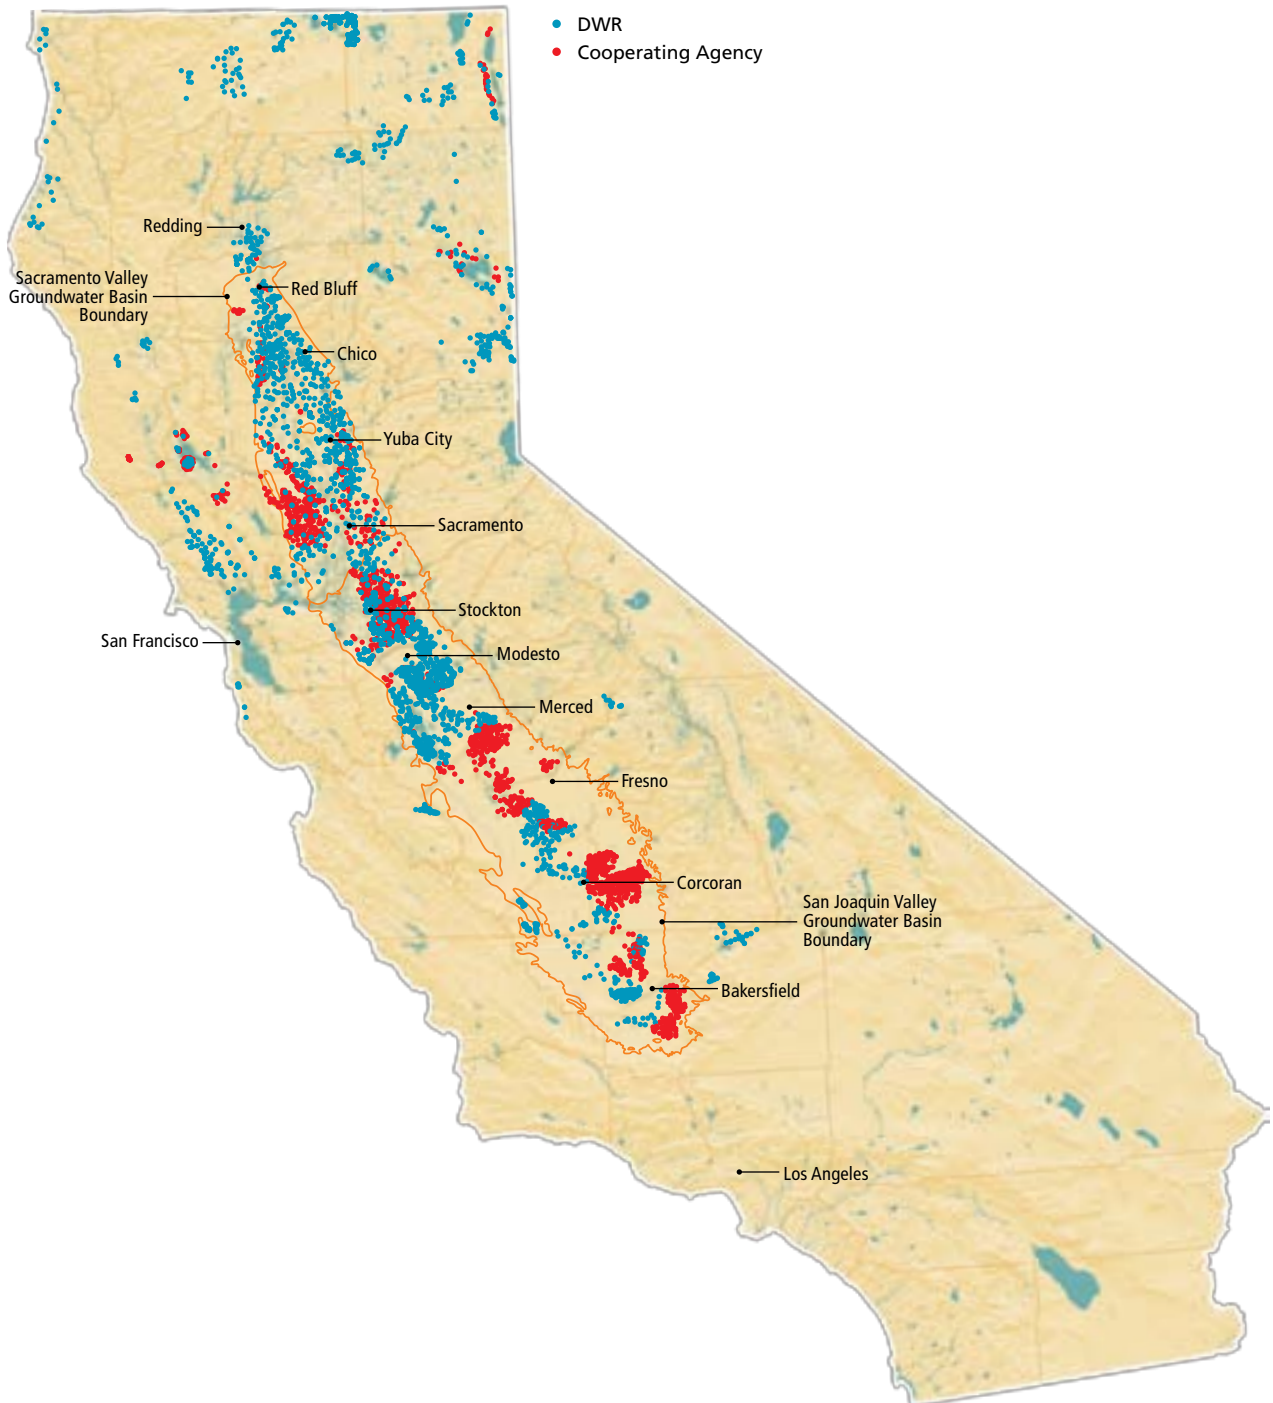 DWR
Cooperating Agency
Redding
Sacramento Valley
Groundwater Basin
Boundary
Red Bluff
Chico
Yuba City
Sacramento
Stockton
San Francisco
Modesto
Merced
Fresno
Corcoran
San Joaquin Valley
Groundwater Basin
Boundary
Bakersfield
Los Angeles